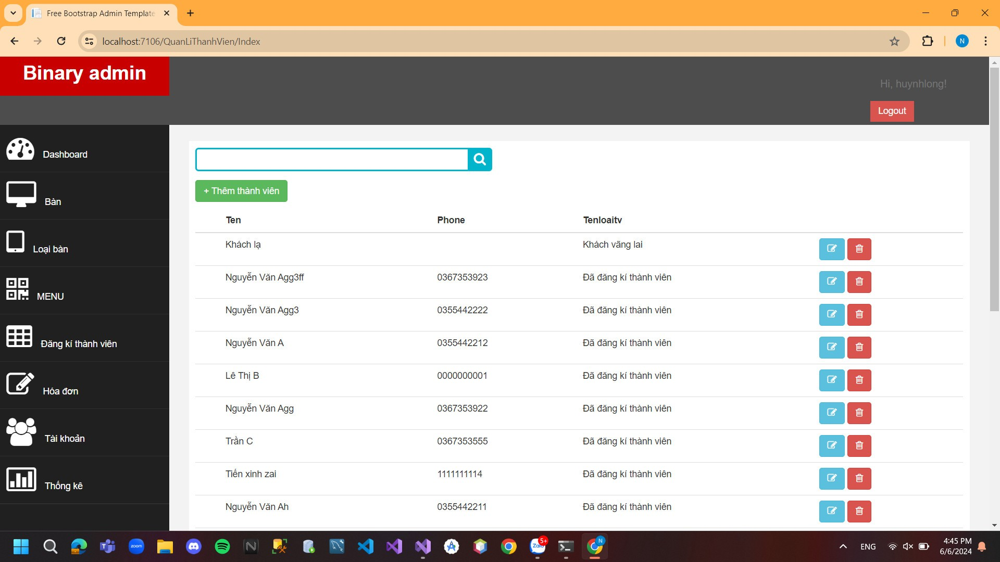 Free Bootstrap Admin Template
localhost:7106/QuanLiThanhVien/Index
N
Binary admin
Hi, huynhlong!
Logout
Dashboard
Bàn
Loại bàn
MENU
Đăng kí thành viên
Hóa đơn
Tài khoản
Thống kê
+ Thêm thành viên
Ten Phone Tenloaitv
Khách lạ Khách vãng lai
Nguyễn Văn Agg3ff 0367353923 Đã đăng kí thành viên
Nguyễn Văn Agg3 0355442222 Đã đăng kí thành viên
Nguyễn Văn A 0355442212 Đã đăng kí thành viên
Lê Thị B 0000000001 Đã đăng kí thành viên
Nguyễn Văn Agg 0367353922 Đã đăng kí thành viên
Trần C 0367353555 Đã đăng kí thành viên
Tiến xinh zai 1111111114 Đã đăng kí thành viên
Nguyễn Văn Ah 0355442211 Đã đăng kí thành viên
T
zoom
N
Zalo
5+
N
ENG
4:45 PM
6/6/2024